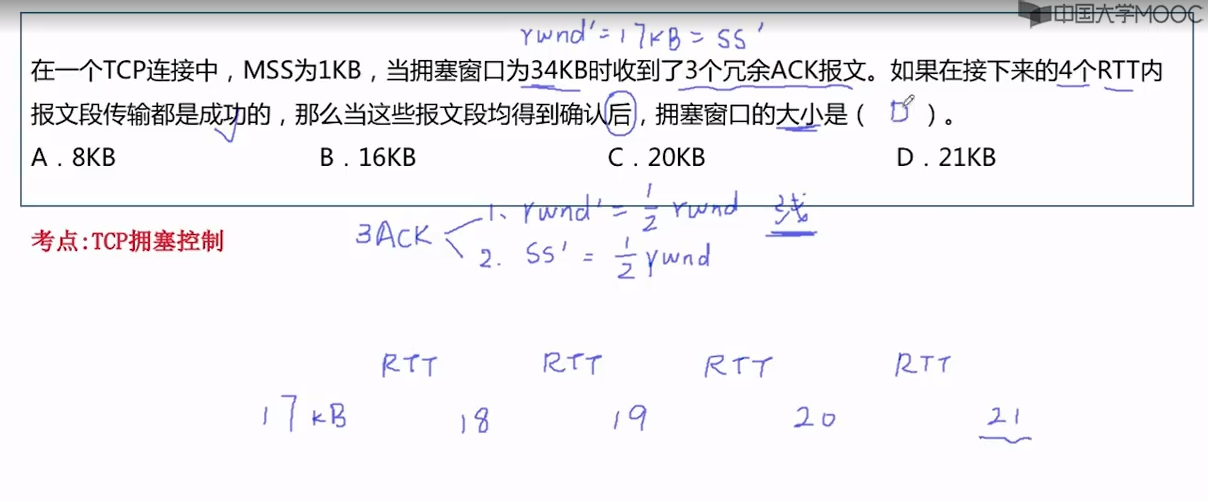 中国大学MOOC
rwnd'=17KB=SS'
在一个TCP连接中，MSS为1KB，当拥塞窗口为34KB时收到了3个冗余ACK报文。如果在接下来的4个RTT内
报文段传输都是成功的，那么当这些报文段均得到确认后，拥塞窗口的大小是（ D ）。
A．8KB B．16KB C．20KB D．21KB
考点:TCP拥塞控制
3ACK
1、rwnd'=1/2 rwnd 线
2. SS' = 1/2 rwnd
RTT RTT RTT RTT
17KB 18 19 20 21